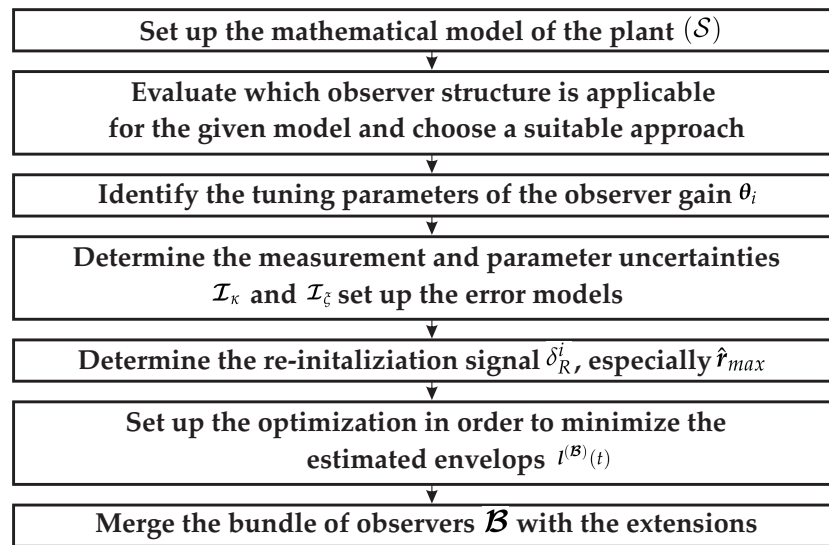 Set up the mathematical model of the plant (𝒮)
Evaluate which observer structure is applicable
for the given model and choose a suitable approach
Identify the tuning parameters of the observer gain θᵢ
Determine the measurement and parameter uncertainties
ℐ_κ and ℐ_ξ set up the error models
Determine the re-initaliziation signal δ_R^i, especially r̂_max
Set up the optimization in order to minimize the
estimated envelops l^(ℬ)(t)
Merge the bundle of observers ℬ with the extensions